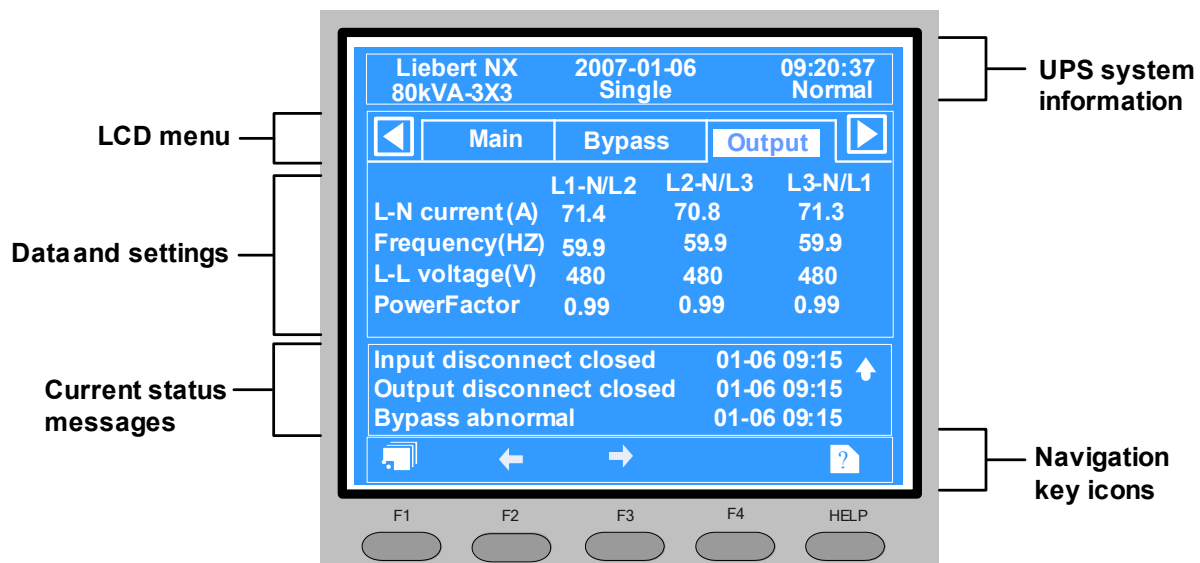 Liebert NX 2007-01-06 09:20:37
80kVA-3X3 Single Normal
UPS system
information
LCD menu
Main Bypass Output
L1-N/L2 L2-N/L3 L3-N/L1
L-N current(A) 71.4 70.8 71.3
Frequency(HZ) 59.9 59.9 59.9
L-L voltage(V) 480 480 480
PowerFactor 0.99 0.99 0.99
Data and settings
Input disconnect closed 01-06 09:15
Output disconnect closed 01-06 09:15
Bypass abnormal 01-06 09:15
Current status
messages
?
Navigation
key icons
F1 F2 F3 F4 HELP